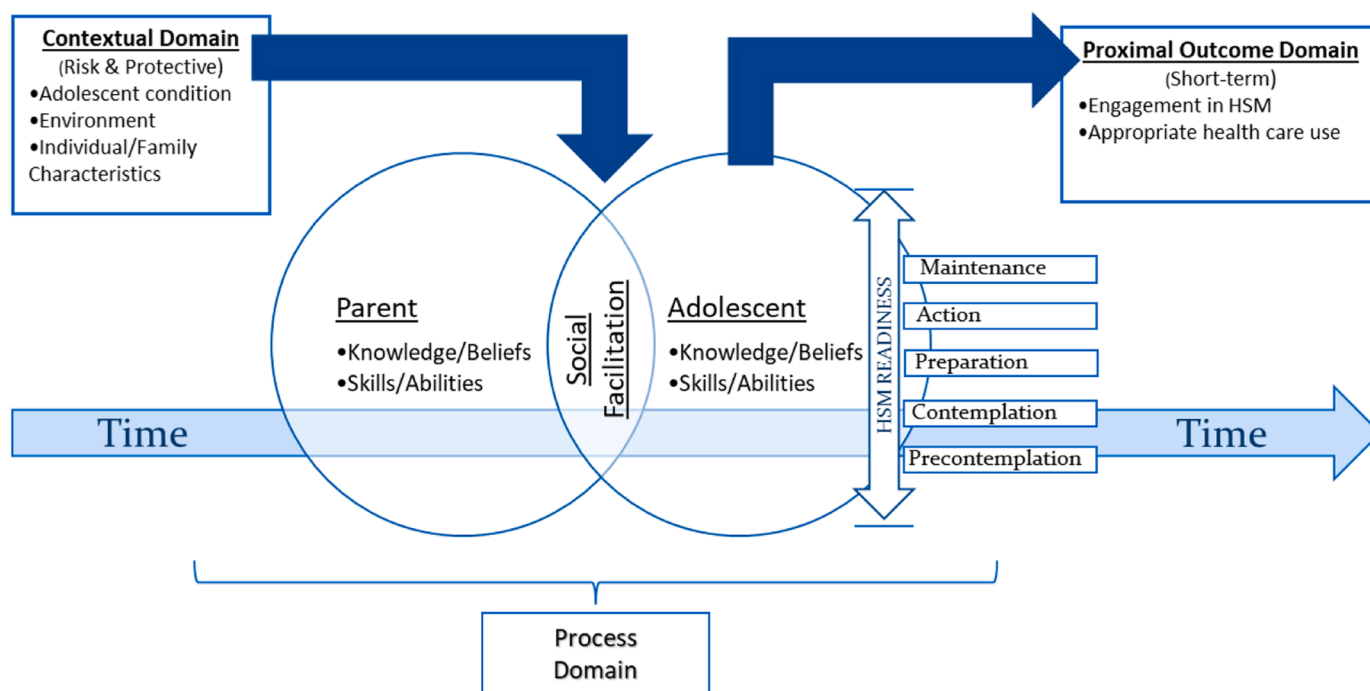 Contextual Domain
(Risk & Protective)
•Adolescent condition
•Environment
•Individual/Family
Characteristics
Proximal Outcome Domain
(Short-term)
•Engagement in HSM
•Appropriate health care use
Parent
•Knowledge/Beliefs
•Skills/Abilities
Social
Facilitation
Adolescent
•Knowledge/Beliefs
•Skills/Abilities
HSM READINESS
Maintenance
Action
Preparation
Contemplation
Precontemplation
Time
Time
Process
Domain